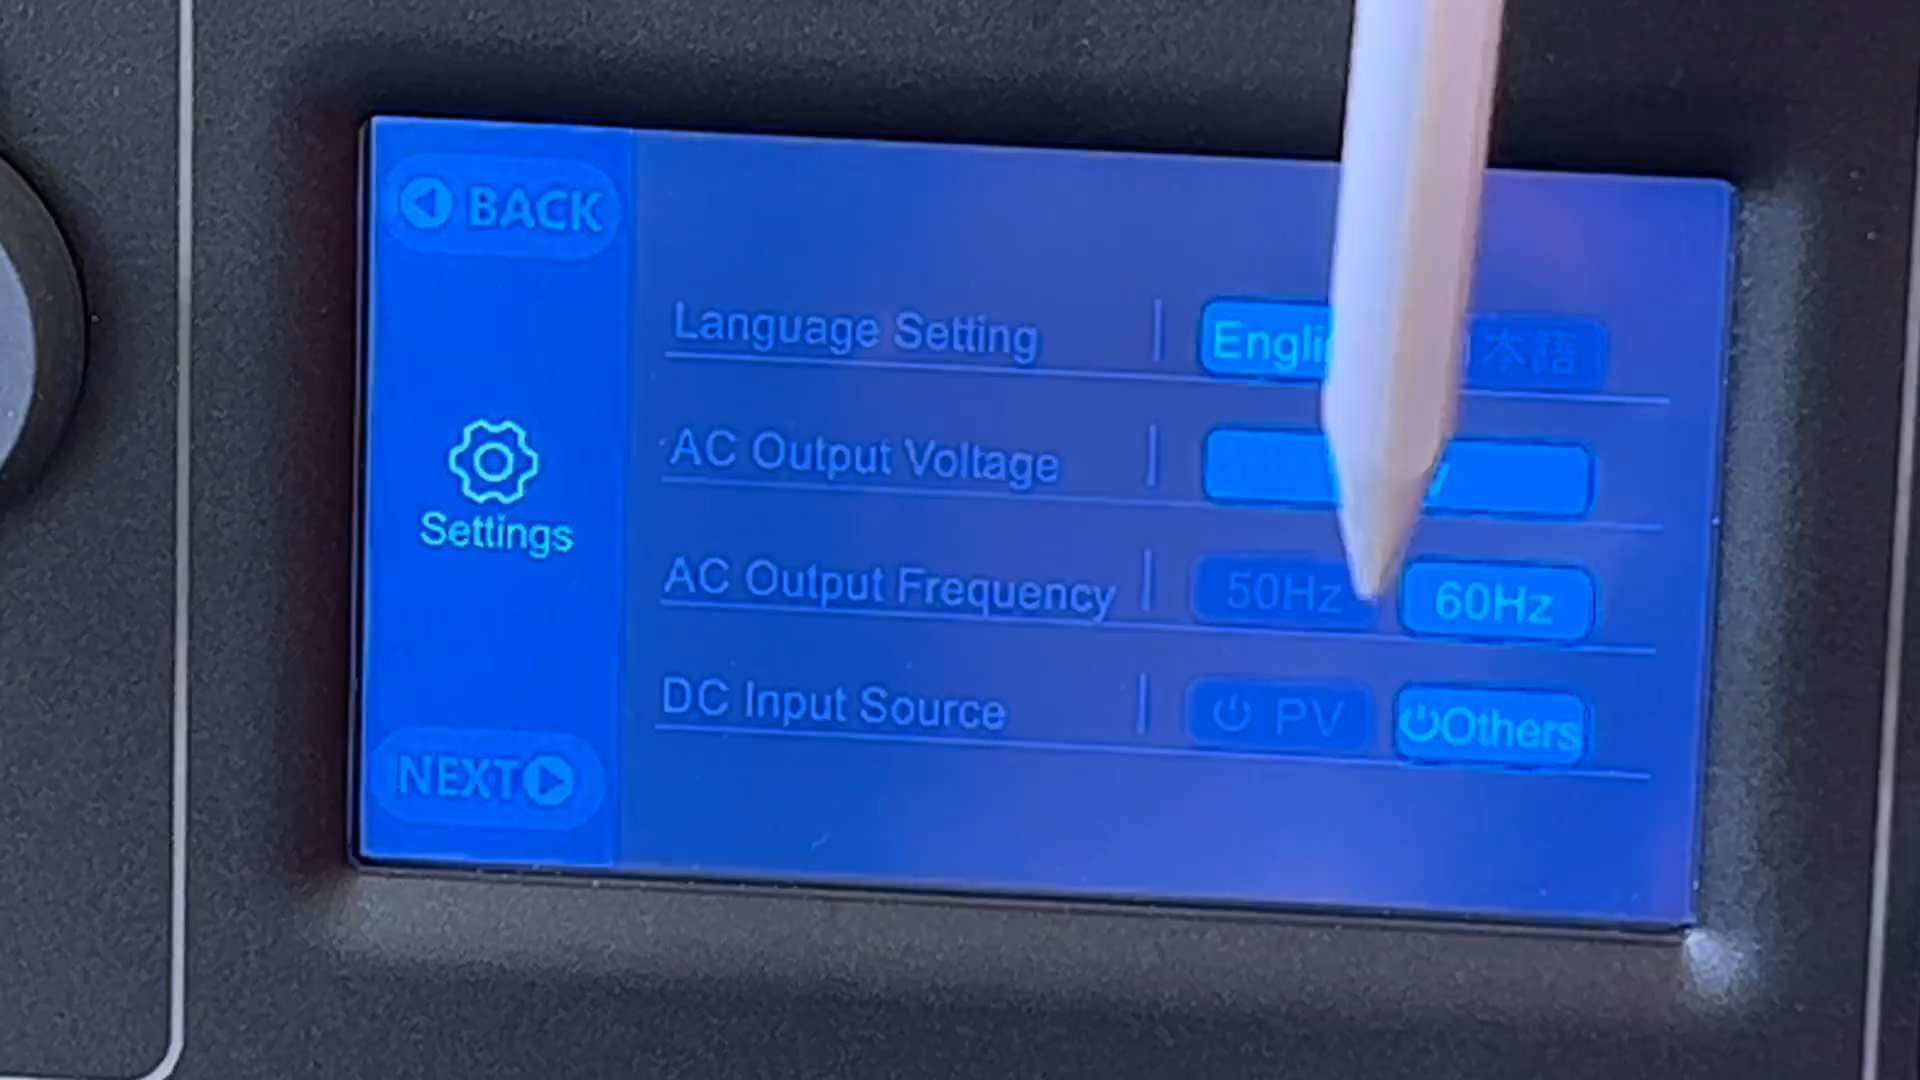 BACK
Language Setting | Engli 本語
AC Output Voltage | V
Settings
AC Output Frequency | 50Hz 60Hz
DC Input Source | PV Others
NEXT